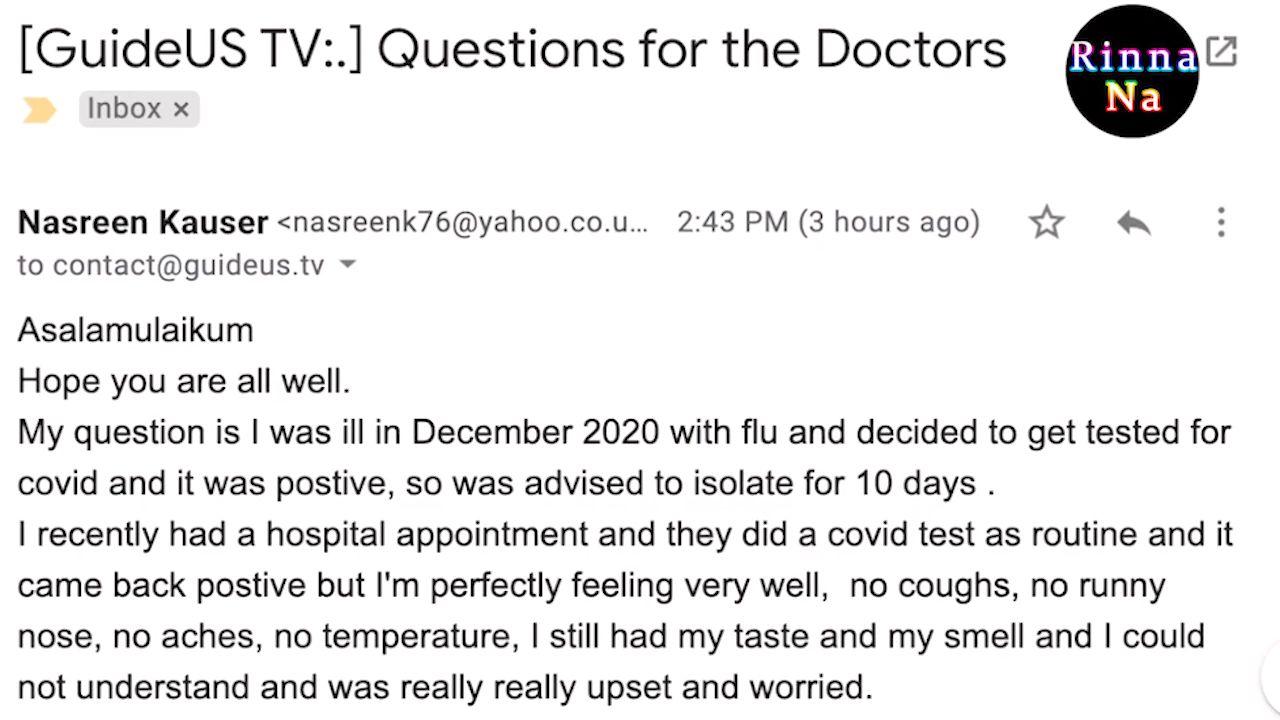 [GuideUS TV:.] Questions for the Doctors
Rinna
Na
Inbox ×
Nasreen Kauser <nasreenk76@yahoo.co.u... 2:43 PM (3 hours ago)
to contact@guideus.tv
Asalamulaikum
Hope you are all well.
My question is I was ill in December 2020 with flu and decided to get tested for
covid and it was postive, so was advised to isolate for 10 days .
I recently had a hospital appointment and they did a covid test as routine and it
came back postive but I'm perfectly feeling very well,  no coughs, no runny
nose, no aches, no temperature, I still had my taste and my smell and I could
not understand and was really really upset and worried.